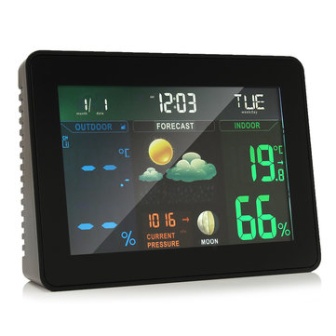 1/ 1 12:03 TUE
OUTDOOR FORECAST INDOOR
-- °C 19.8
1016
-- % CURRENT PRESSURE MOON 66%